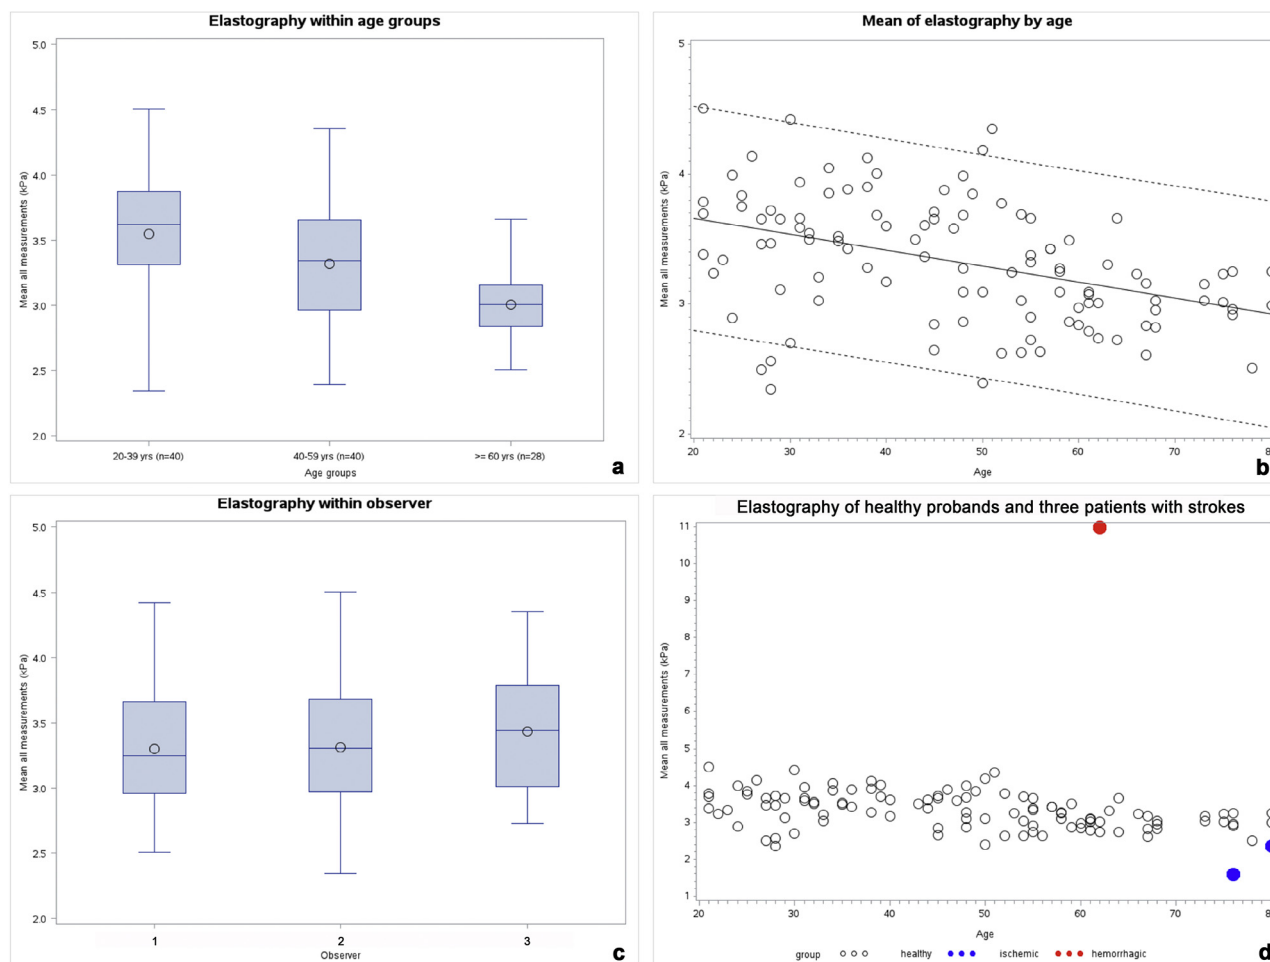 Elastography within age groups
5.0
4.5
4.0
3.5
3.0
2.5
2.0
Mean all measurements (kPa)
20-39 yrs (n=40) 40-59 yrs (n=40) >= 60 yrs (n=28)
Age groups
a
Mean of elastography by age
5
4
3
2
Mean all measurements (kPa)
20 30 40 50 60 70
Age
b
Elastography within observer
5.0
4.5
4.0
3.5
3.0
2.5
2.0
Mean all measurements (kPa)
1 2 3
Observer
c
Elastography of healthy probands and three patients with strokes
11
10
9
8
7
6
5
4
3
2
1
Mean all measurements (kPa)
20 30 40 50 60 70
Age
group healthy ischemic hemorrhagic
d